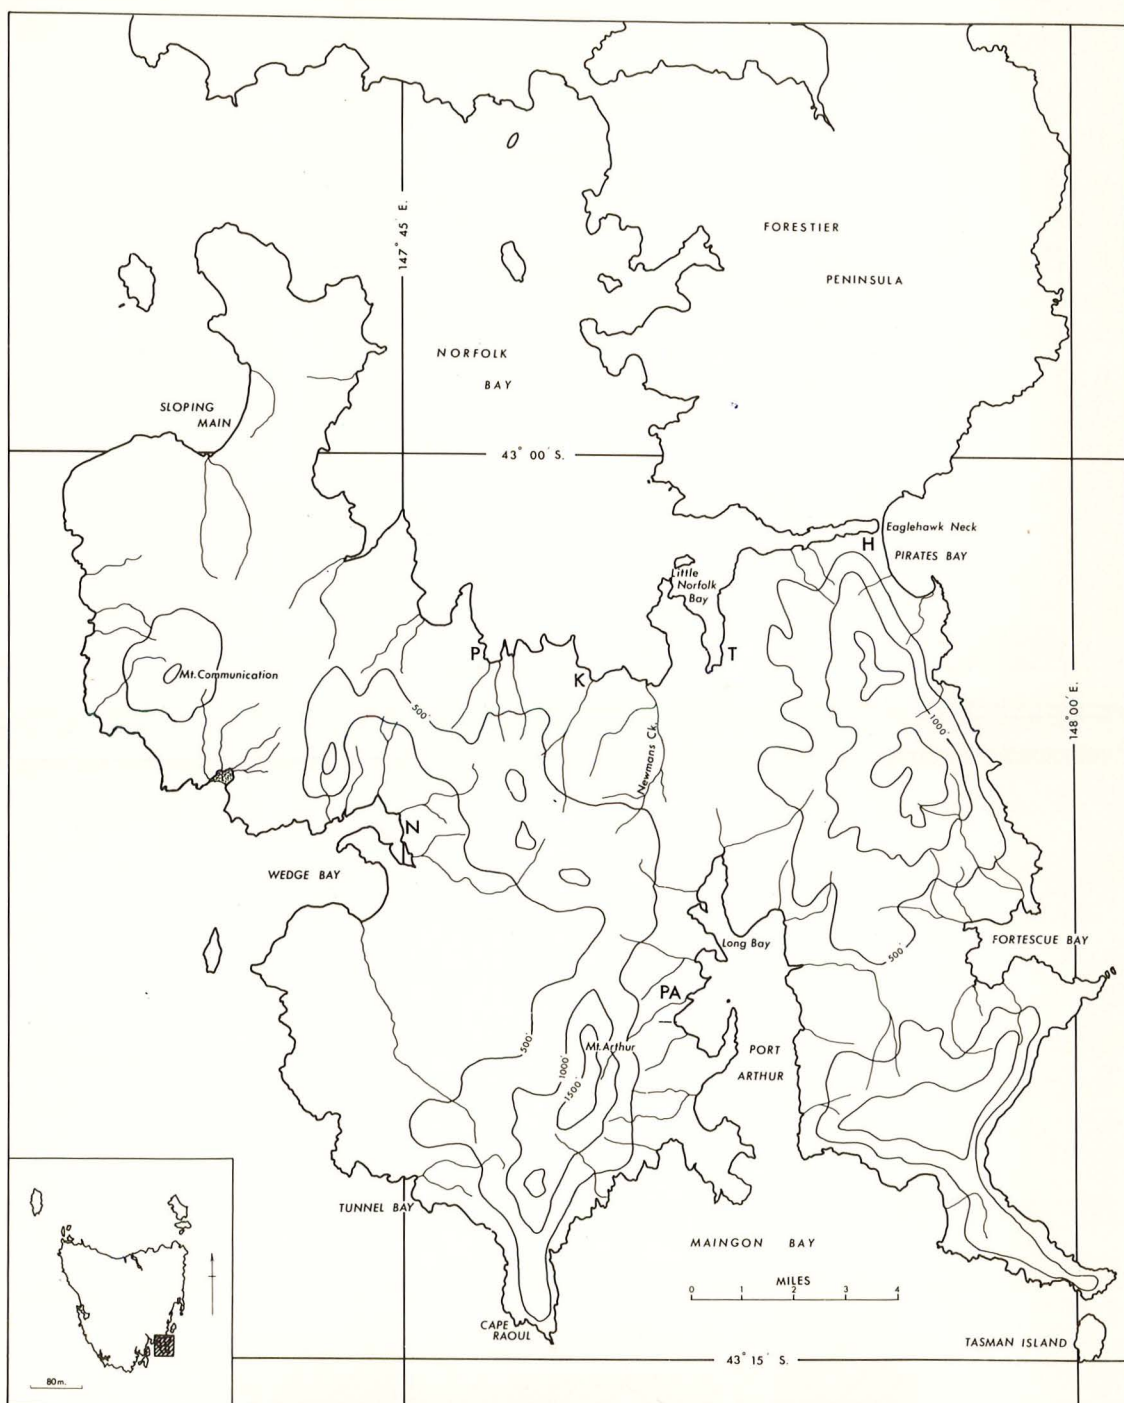 FORESTIER
147° 45' E.
PENINSULA
NORFOLK
BAY
SLOPING
MAIN
43° 00' S.
Eaglehawk Neck
H
PIRATES BAY
Little
Norfolk
Bay
P
T
K
Mt. Communication
500'
148° 00' E.
1000'
Newmans Ck.
N
WEDGE BAY
Long Bay
FORTESCUE BAY
500'
PA
500'
Mt. Arthur
PORT
ARTHUR
1000'
1500'
TUNNEL BAY
MAINGON BAY
MILES
0 1 2 3 4
CAPE
RAOUL
TASMAN ISLAND
43° 15' S.
80m.